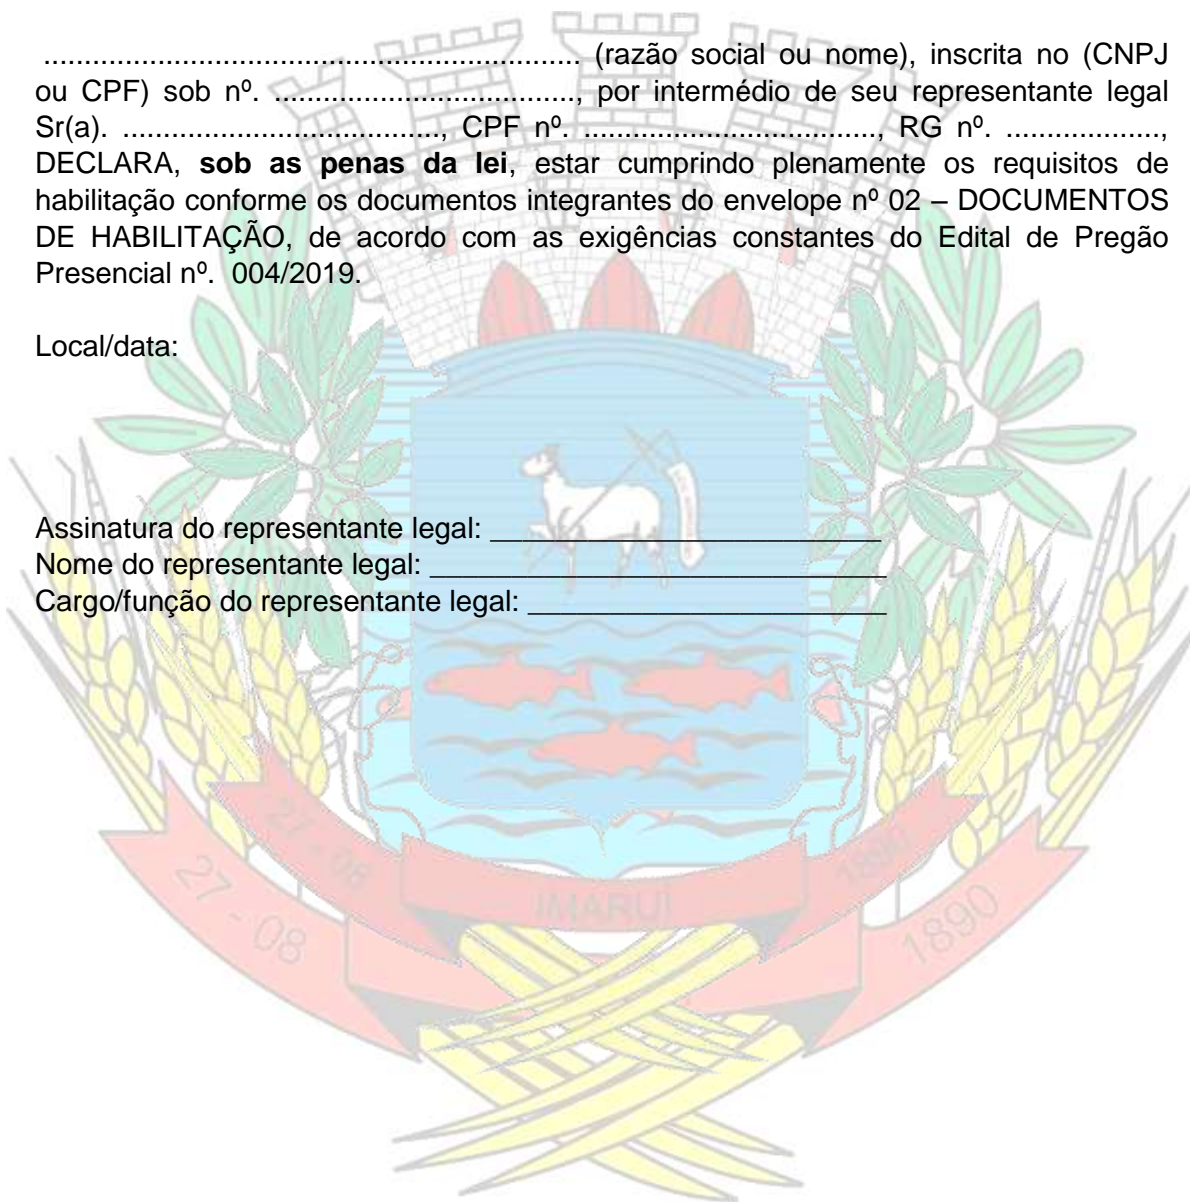 .................................................................. (razão social ou nome), inscrita no (CNPJ
ou CPF) sob nº. ....................................., por intermédio de seu representante legal
Sr(a). ......................................., CPF nº. ...................................., RG nº. ...................,
DECLARA, sob as penas da lei, estar cumprindo plenamente os requisitos de
habilitação conforme os documentos integrantes do envelope nº 02 – DOCUMENTOS
DE HABILITAÇÃO, de acordo com as exigências constantes do Edital de Pregão
Presencial nº. 004/2019.
Local/data:
Assinatura do representante legal: ________________________
Nome do representante legal: ____________________________
Cargo/função do representante legal: ______________________
27 - 08
1890
IMARUI
27 - 08
1890